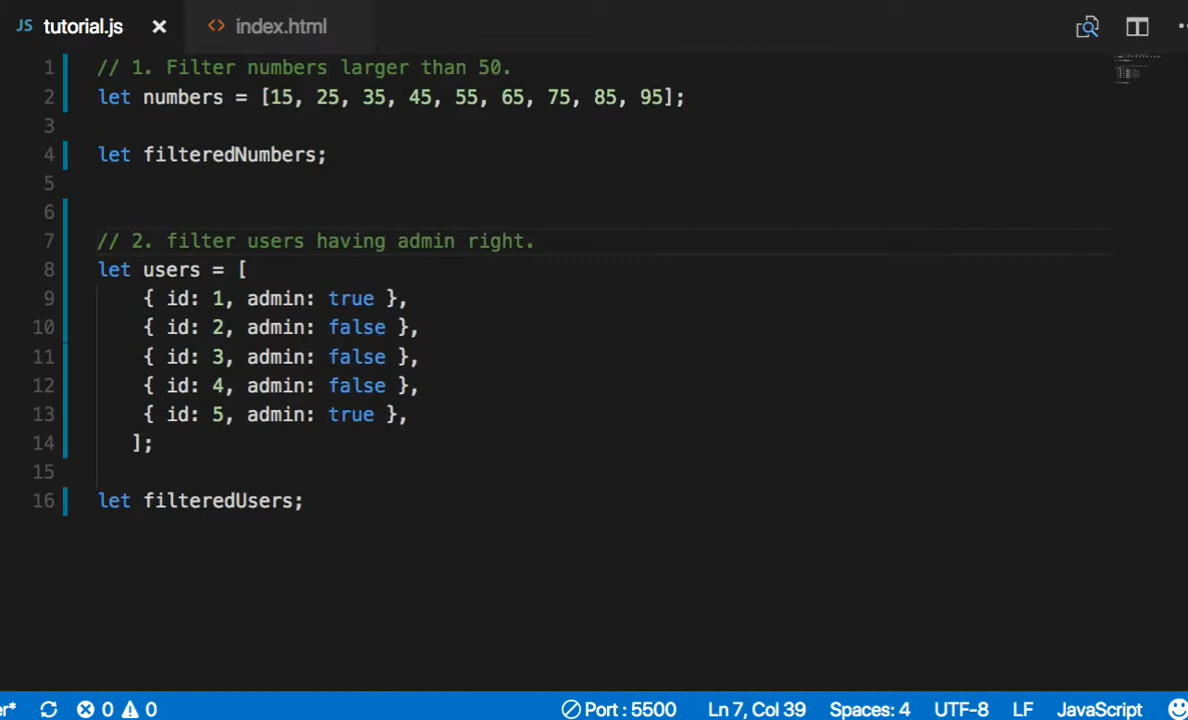 JS tutorial.js × <> index.html
1 // 1. Filter numbers larger than 50.
2 let numbers = [15, 25, 35, 45, 55, 65, 75, 85, 95];
3
4 let filteredNumbers;
5
6
7 // 2. filter users having admin right.
8 let users = [
9 { id: 1, admin: true },
10 { id: 2, admin: false },
11 { id: 3, admin: false },
12 { id: 4, admin: false },
13 { id: 5, admin: true },
14 ];
15
16 let filteredUsers;
r* 0 0 Port : 5500 Ln 7, Col 39 Spaces: 4 UTF-8 LF JavaScript